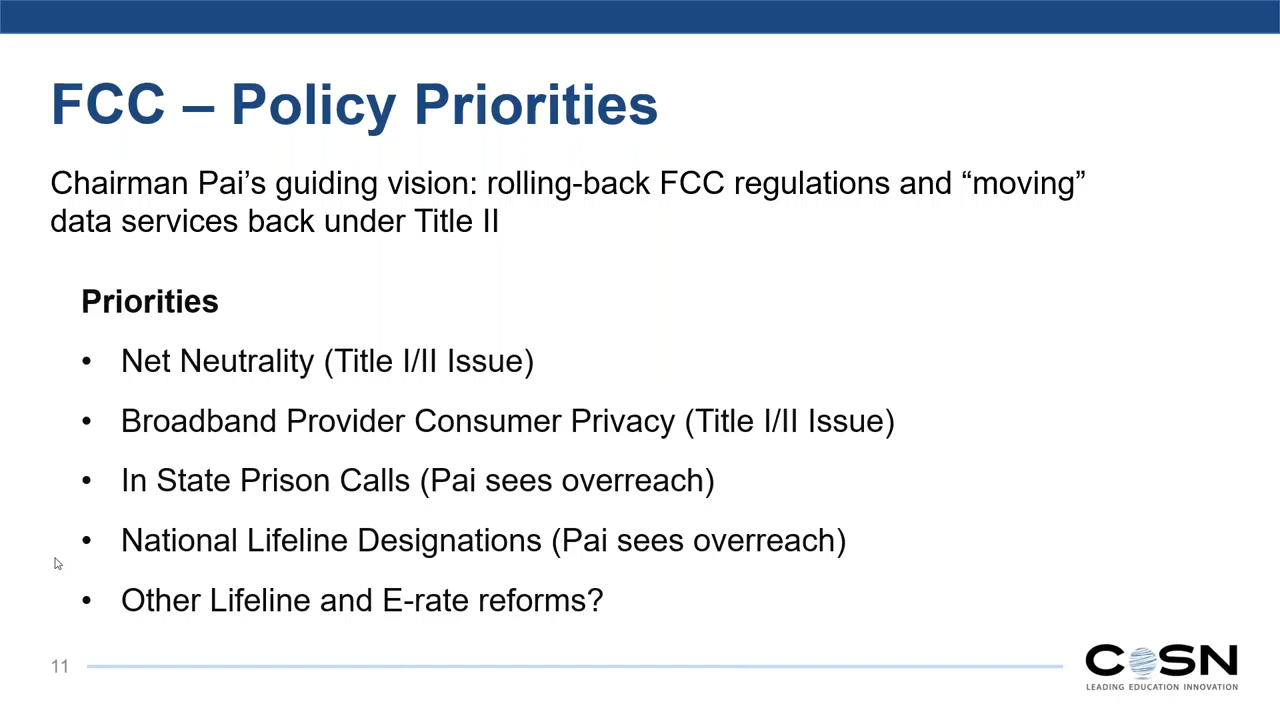 FCC – Policy Priorities
Chairman Pai’s guiding vision: rolling-back FCC regulations and “moving”
data services back under Title II
Priorities
• Net Neutrality (Title I/II Issue)
• Broadband Provider Consumer Privacy (Title I/II Issue)
• In State Prison Calls (Pai sees overreach)
• National Lifeline Designations (Pai sees overreach)
• Other Lifeline and E-rate reforms?
11
COSN
LEADING EDUCATION INNOVATION